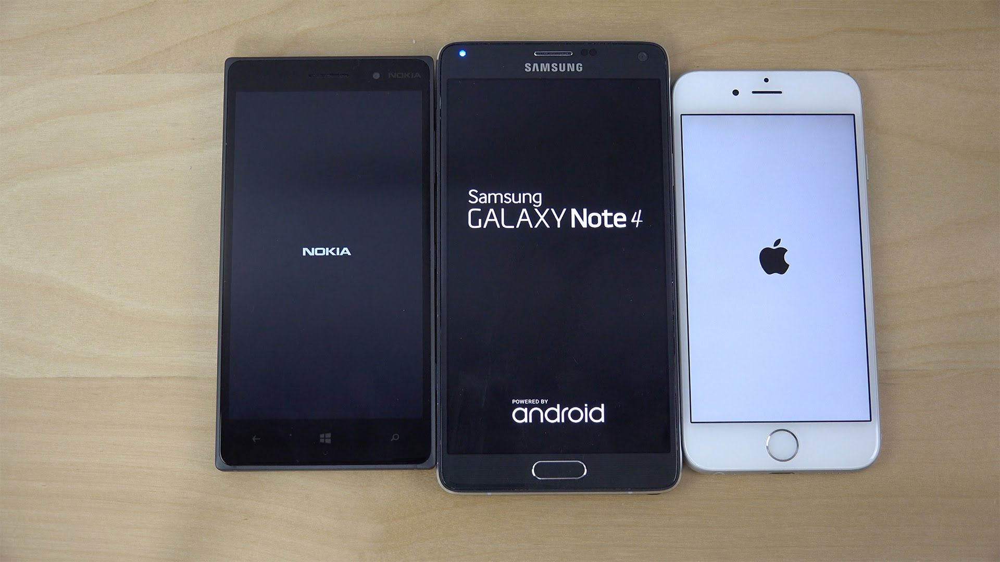 NOKIA
NOKIA
SAMSUNG
Samsung
GALAXY Note 4
POWERED BY
android